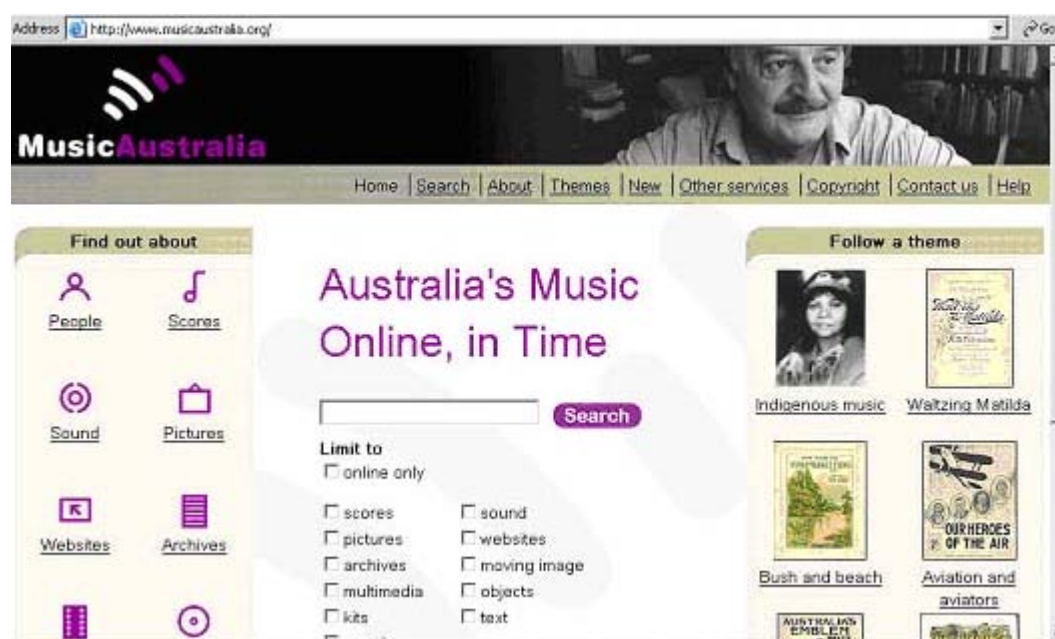 Address http://www.musicaustralia.org/ Go
MusicAustralia
Home | Search | About | Themes | New | Other services | Copyright | Contact us | Help
Find out about
People Scores
Sound Pictures
Websites Archives
Australia's Music
Online, in Time
Search
Limit to
online only
scores sound
pictures websites
archives moving image
multimedia objects
kits text
Follow a theme
Waltzing Matilda
Indigenous music Waltzing Matilda
OUR HEROES
OF THE AIR
Bush and beach Aviation and
aviators
AUSTRALIA'S
EMBLEM